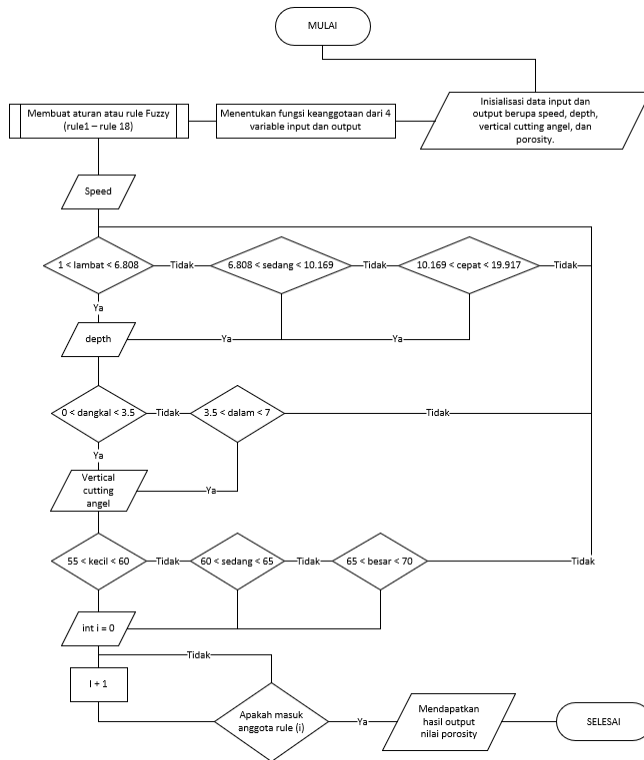 MULAI
Inisialisasi data input dan
output berupa speed, depth,
vertical cutting angel, dan
porosity.
Menentukan fungsi keanggotaan dari 4
variable input dan output
Membuat aturan atau rule Fuzzy
(rule1 – rule 18)
Speed
1 < lambat < 6.808
Tidak
6.808 < sedang < 10.169
Tidak
10.169 < cepat < 19.917
Tidak
Ya
depth
Ya
Ya
0 < dangkal < 3.5
Tidak
3.5 < dalam < 7
Tidak
Ya
Vertical
cutting
angel
Ya
55 < kecil < 60
Tidak
60 < sedang < 65
Tidak
65 < besar < 70
Tidak
int i = 0
Tidak
I + 1
Apakah masuk
anggota rule (i)
Ya
Mendapatkan
hasil output
nilai porosity
SELESAI